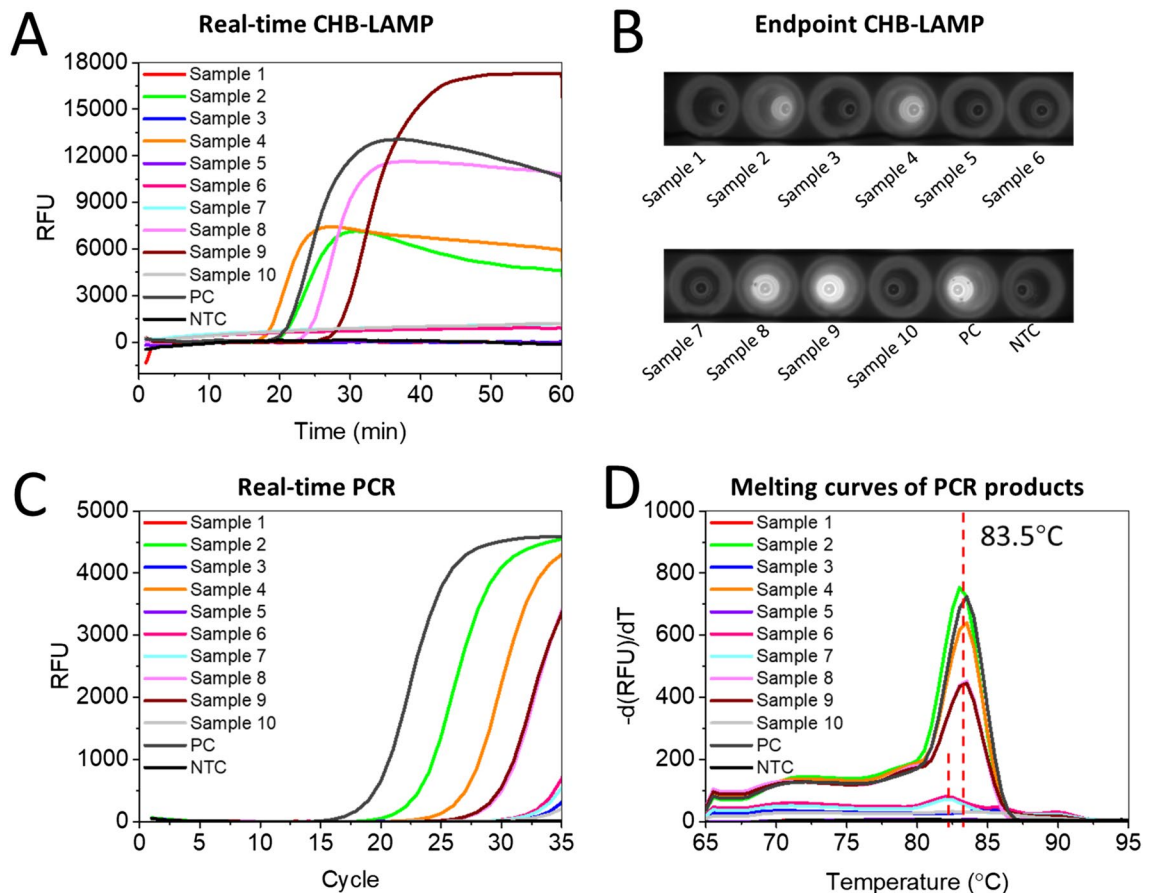 A
Real-time CHB-LAMP
18000
15000
12000
9000
6000
3000
0
RFU
Sample 1
Sample 2
Sample 3
Sample 4
Sample 5
Sample 6
Sample 7
Sample 8
Sample 9
Sample 10
PC
NTC
0 10 20 30 40 50 60
Time (min)
B
Endpoint CHB-LAMP
Sample 1 Sample 2 Sample 3 Sample 4 Sample 5 Sample 6
Sample 7 Sample 8 Sample 9 Sample 10 PC NTC
C
Real-time PCR
5000
4000
3000
2000
1000
0
RFU
Sample 1
Sample 2
Sample 3
Sample 4
Sample 5
Sample 6
Sample 7
Sample 8
Sample 9
Sample 10
PC
NTC
0 5 10 15 20 25 30 35
Cycle
D
Melting curves of PCR products
1000
800
600
400
200
0
-d(RFU)/dT
Sample 1
Sample 2
Sample 3
Sample 4
Sample 5
Sample 6
Sample 7
Sample 8
Sample 9
Sample 10
PC
NTC
83.5°C
65 70 75 80 85 90 95
Temperature (°C)